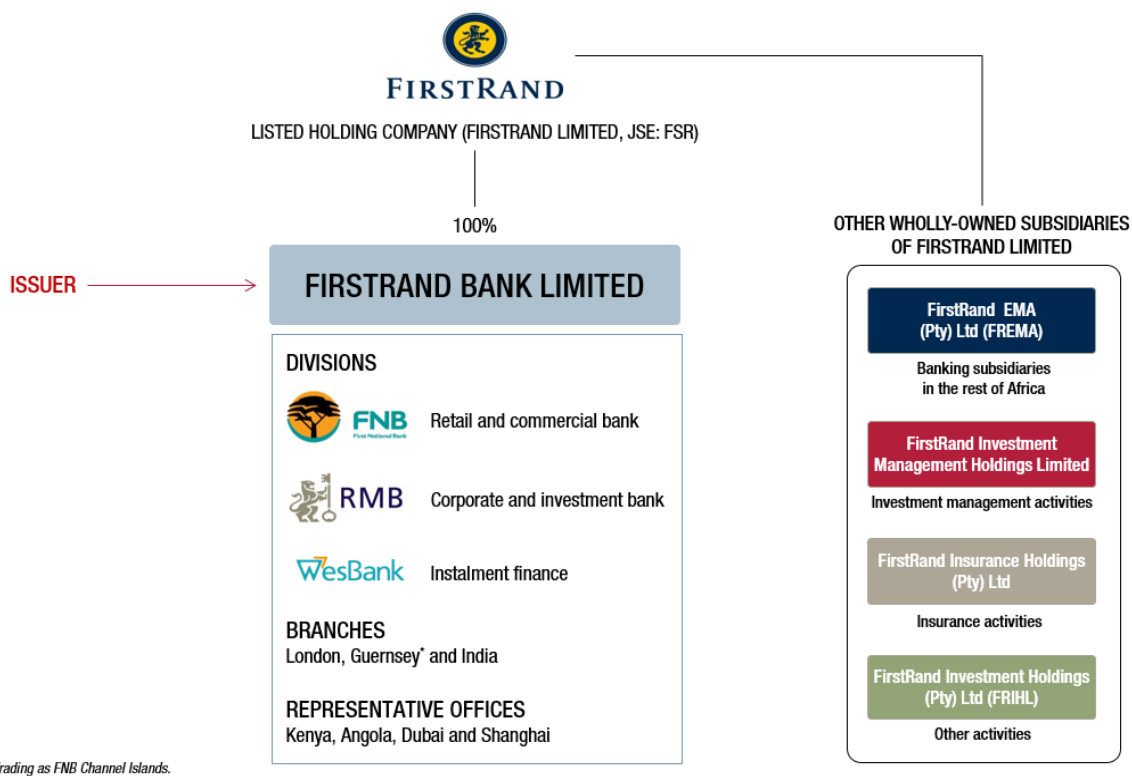 FIRSTRAND
LISTED HOLDING COMPANY (FIRSTRAND LIMITED, JSE: FSR)
100%
ISSUER
FIRSTRAND BANK LIMITED
DIVISIONS
FNB
First National Bank
Retail and commercial bank
RMB
Corporate and investment bank
WesBank
Instalment finance
BRANCHES
London, Guernsey* and India
REPRESENTATIVE OFFICES
Kenya, Angola, Dubai and Shanghai
OTHER WHOLLY-OWNED SUBSIDIARIES
OF FIRSTRAND LIMITED
FirstRand EMA
(Pty) Ltd (FREMA)
Banking subsidiaries
in the rest of Africa
FirstRand Investment
Management Holdings Limited
Investment management activities
FirstRand Insurance Holdings
(Pty) Ltd
Insurance activities
FirstRand Investment Holdings
(Pty) Ltd (FRIHL)
Other activities
rading as FNB Channel Islands.